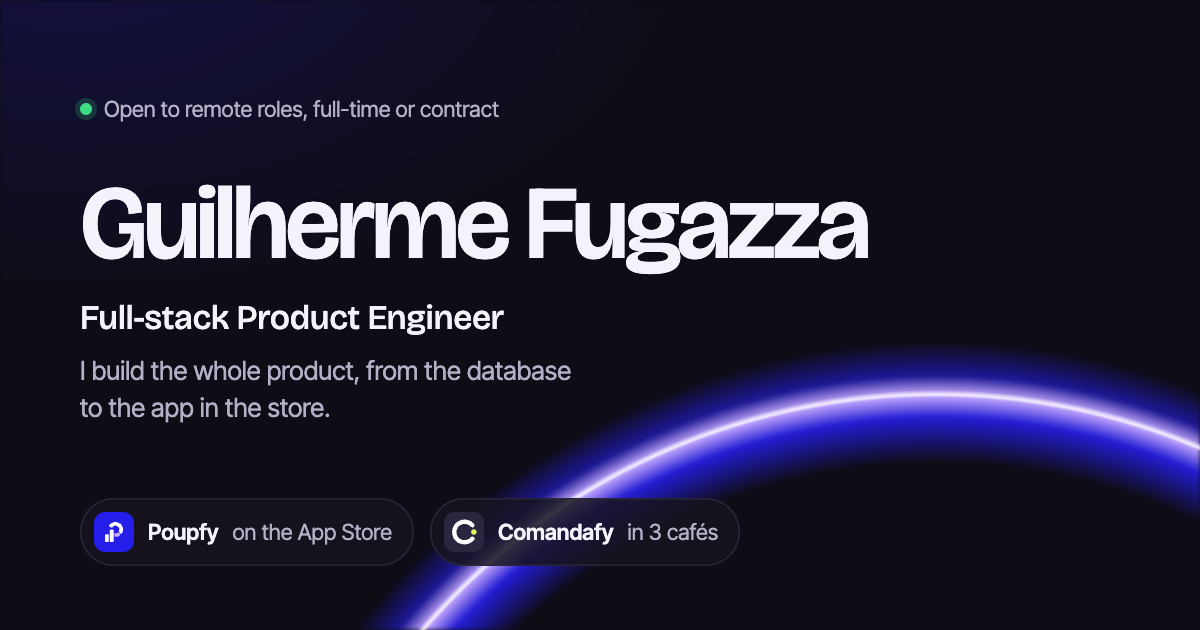 Open to remote roles, full-time or contract
Guilherme Fugazza
Full-stack Product Engineer
I build the whole product, from the database
to the app in the store.
Poupfy on the App Store
Comandafy in 3 cafés